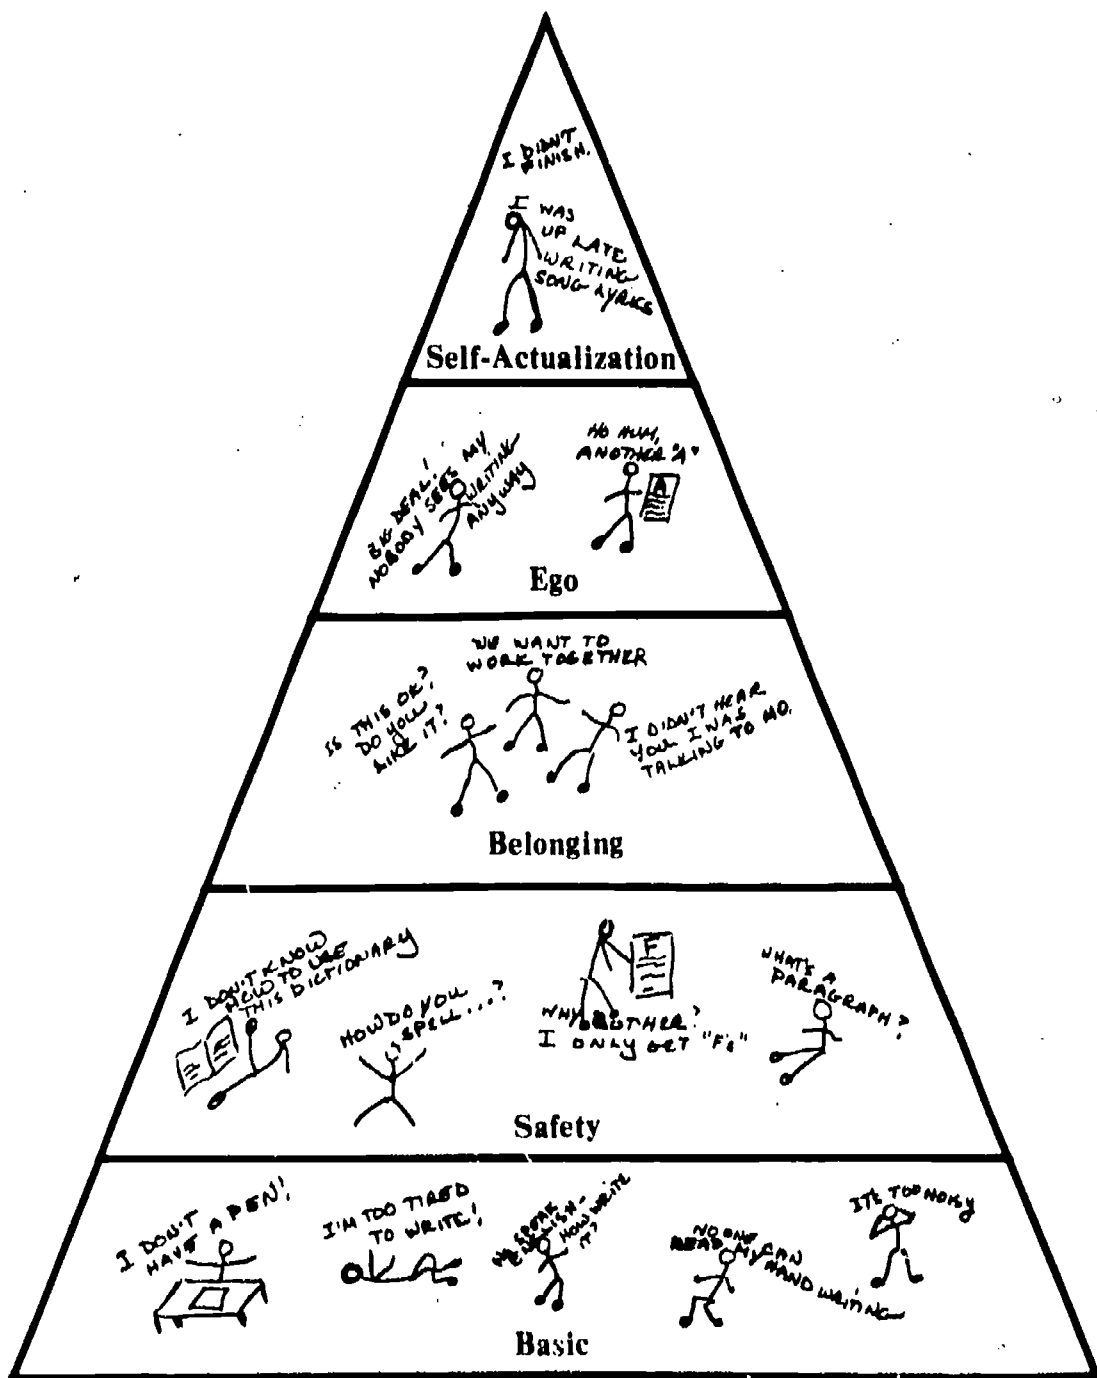 I DIDN'T
FINISH.
I WAS
UP LATE
WRITING
SONG LYRICS
Self-Actualization
BIG DEAL!
NOBODY SEES MY
WRITING
ANYWAY
HO HUM,
ANOTHER "A"
A
Ego
WE WANT TO
WORK TOGETHER
IS THIS OK?
DO YOU
LIKE IT?
I DIDN'T HEAR
YOU. I WAS
TALKING TO MO.
Belonging
I DON'T KNOW
HOW TO USE
THIS DICTIONARY
HOW DO YOU
SPELL...?
F
WHY BOTHER?
I ONLY GET "F's"
WHAT'S A
PARAGRAPH?
Safety
I DON'T
HAVE A PEN!
I'M TOO TIRED
TO WRITE!
SPEAK
ENGLISH-
HOW WRITE
IT?
NO ONE CAN
READ MY HANDWRITING
IT'S TOO NOISY
Basic